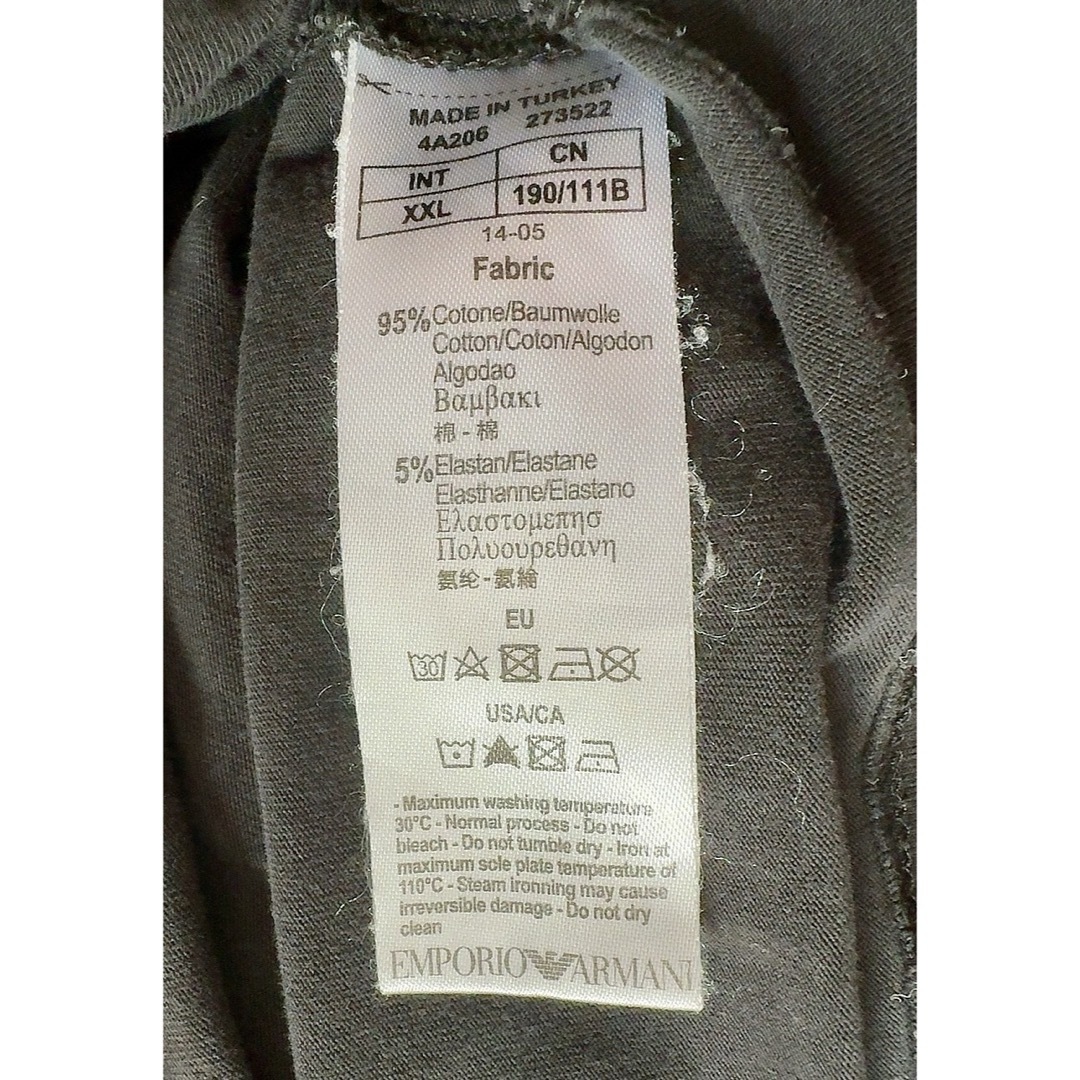 MADE IN TURKEY
4A206 273522
INT CN
XXL 190/111B
14-05
Fabric
95% Cotone/Baumwolle
Cotton/Coton/Algodon
Algodao
Βαμβακι
棉 - 棉
5% Elastan/Elastane
Elasthanne/Elastano
Ελαστομεπησ
Πολυουρεθανη
氨纶-氨綸
EU
30
USA/CA
- Maximum washing temperature
30°C - Normal process - Do not
bleach - Do not tumble dry - Iron at
maximum sole plate temperature of
110°C - Steam ironning may cause
irreversible damage - Do not dry
clean
EMPORIO ARMANI